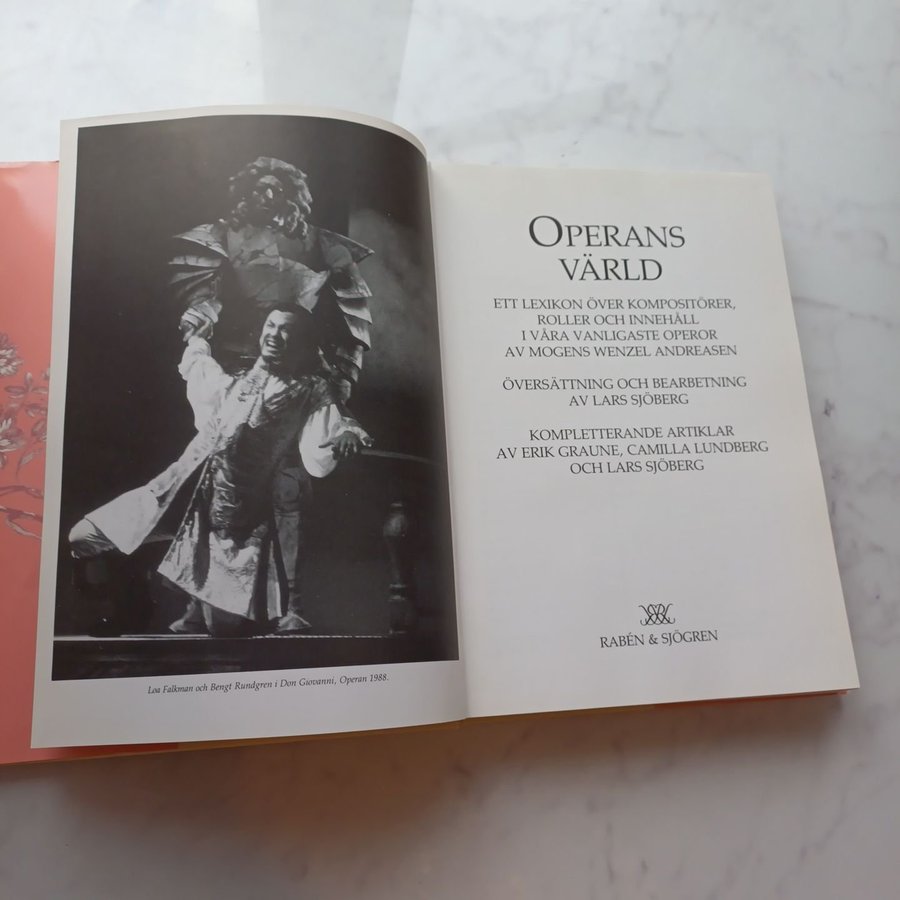 Loa Falkman och Bengt Rundgren i Don Giovanni, Operan 1988.
OPERANS
VÄRLD
ETT LEXIKON ÖVER KOMPOSITÖRER,
ROLLER OCH INNEHÅLL
I VÅRA VANLIGASTE OPEROR
AV MOGENS WENZEL ANDREASEN
ÖVERSÄTTNING OCH BEARBETNING
AV LARS SJÖBERG
KOMPLETTERANDE ARTIKLAR
AV ERIK GRAUNE, CAMILLA LUNDBERG
OCH LARS SJÖBERG
RABÉN & SJÖGREN